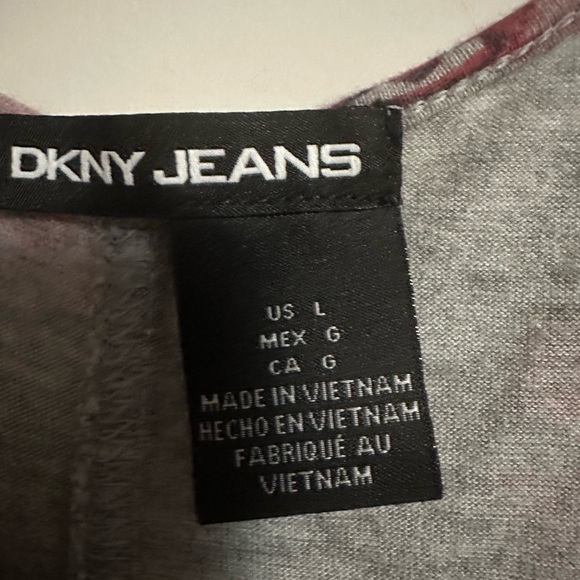 DKNY JEANS
US L
MEX G
CA G
MADE IN VIETNAM
HECHO EN VIETNAM
FABRIQUÉ AU
VIETNAM